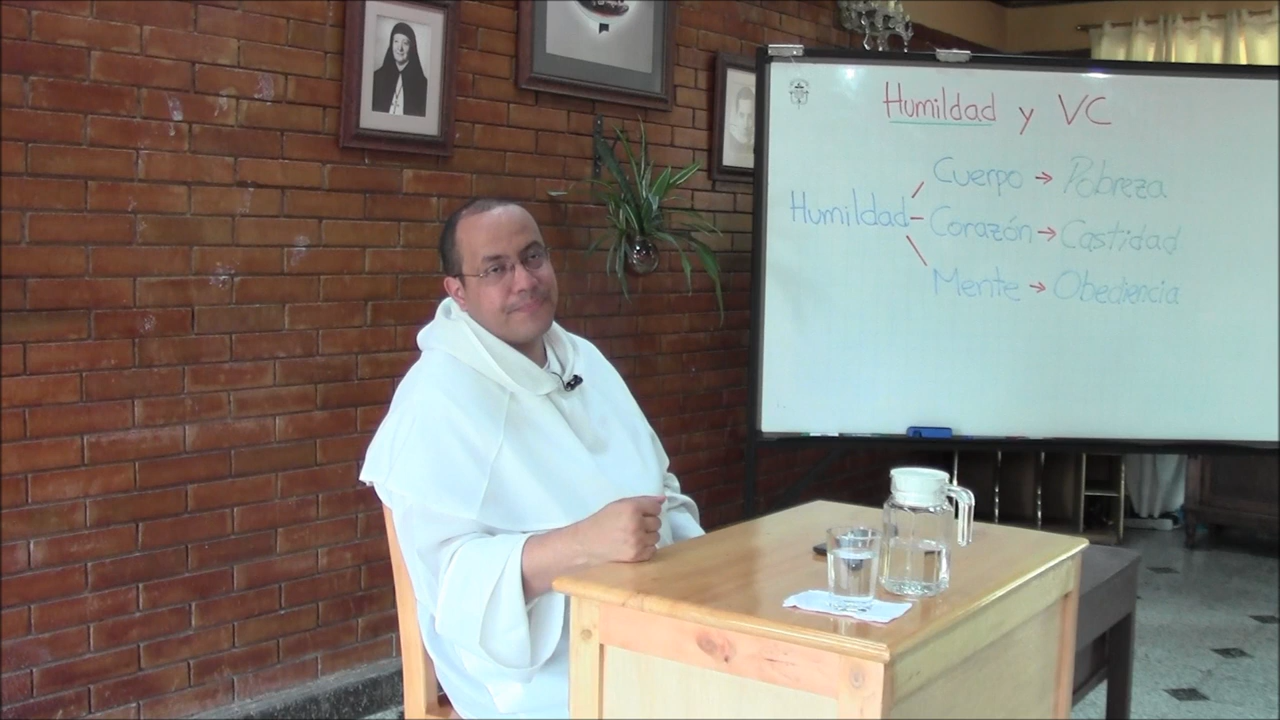 Humildad y VC
Cuerpo → Pobreza
Humildad - Corazón → Castidad
Mente → Obediencia